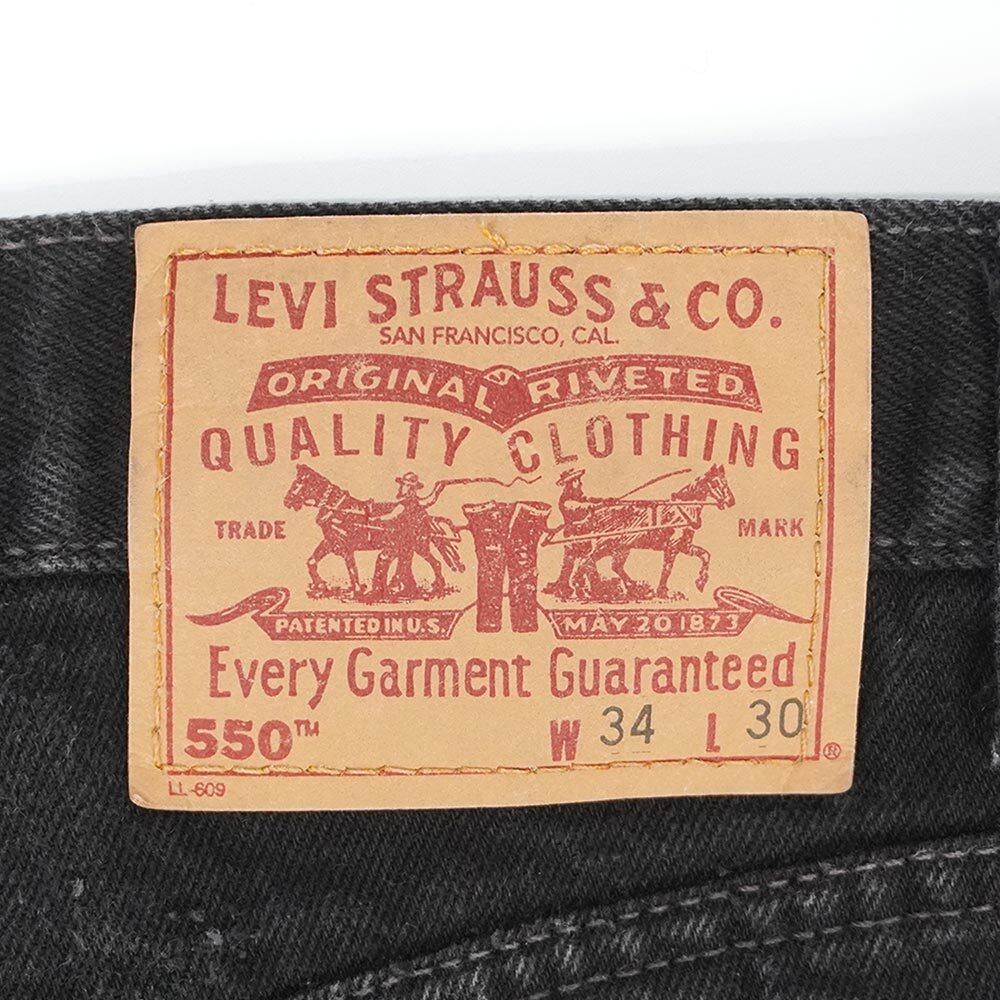 LEVI STRAUSS & CO.
SAN FRANCISCO, CAL.
ORIGINAL RIVETED
QUALITY CLOTHING
TRADE MARK
PATENTED IN U.S. MAY 20 1873
Every Garment Guaranteed
550™ W 34 L 30
®
LL-609